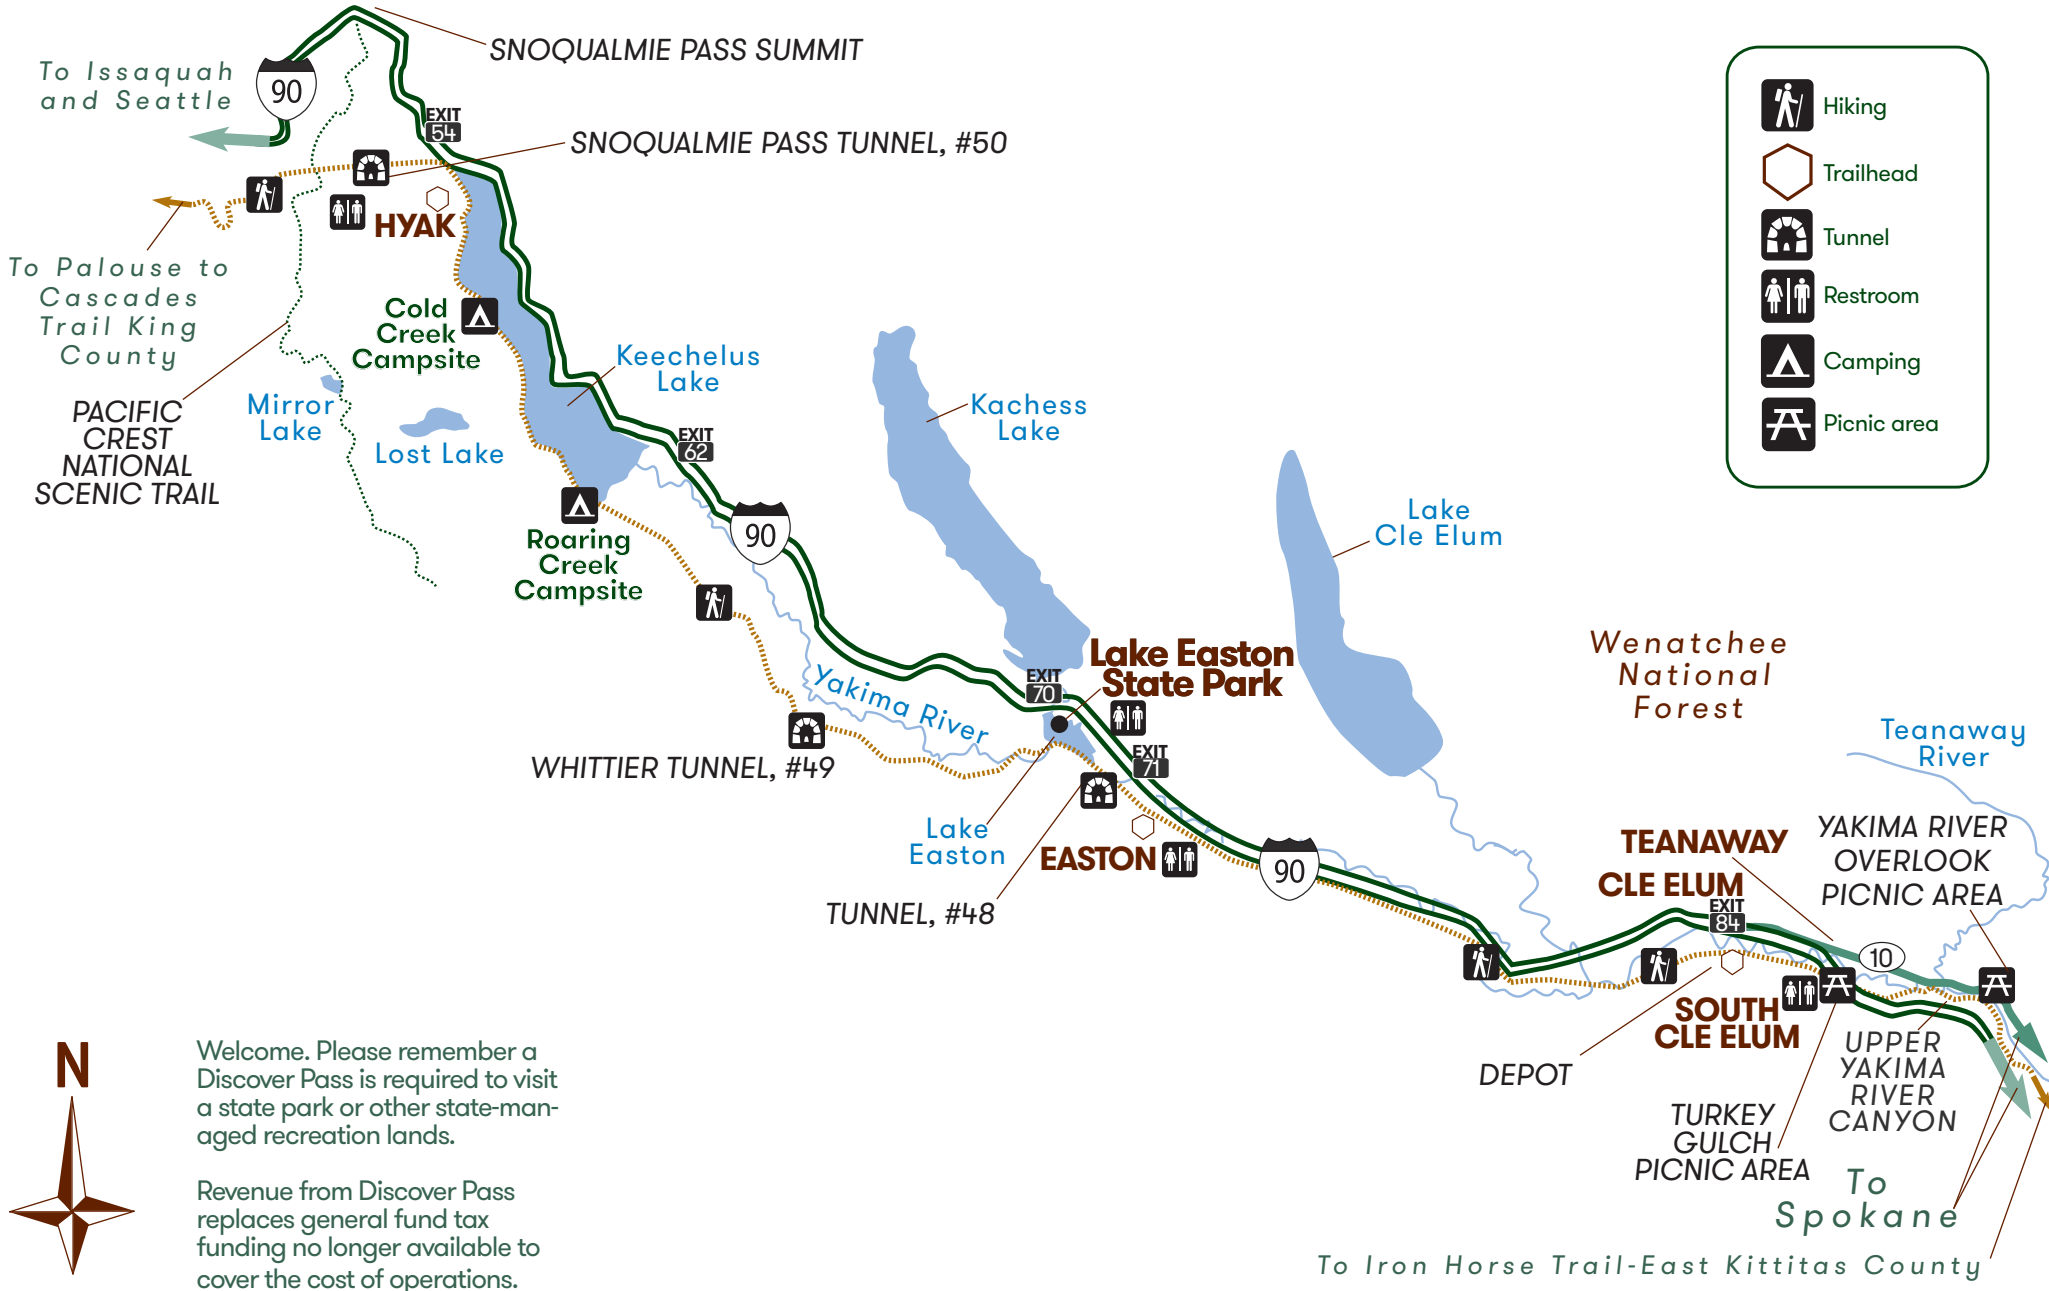 SNOQUALMIE PASS SUMMIT
To Issaquah
and Seattle
90
EXIT
54
SNOQUALMIE PASS TUNNEL, #50
HYAK
To Palouse to
Cascades
Trail King
County
Cold
Creek
Campsite
Keechelus
Lake
PACIFIC
CREST
NATIONAL
SCENIC TRAIL
Mirror
Lake
Lost Lake
EXIT
62
Kachess
Lake
90
Roaring
Creek
Campsite
Lake
Cle Elum
Hiking
Trailhead
Tunnel
Restroom
Camping
Picnic area
Wenatchee
National
Forest
Lake Easton
State Park
EXIT
70
Yakima River
WHITTIER TUNNEL, #49
EXIT
71
Lake
Easton
EASTON
TUNNEL, #48
90
Teanaway
River
TEANAWAY
CLE ELUM
EXIT
84
YAKIMA RIVER
OVERLOOK
PICNIC AREA
10
SOUTH
CLE ELUM
DEPOT
UPPER
YAKIMA
RIVER
CANYON
TURKEY
GULCH
PICNIC AREA
To
Spokane
To Iron Horse Trail-East Kittitas County
N
Welcome. Please remember a
Discover Pass is required to visit
a state park or other state-man-
aged recreation lands.
Revenue from Discover Pass
replaces general fund tax
funding no longer available to
cover the cost of operations.